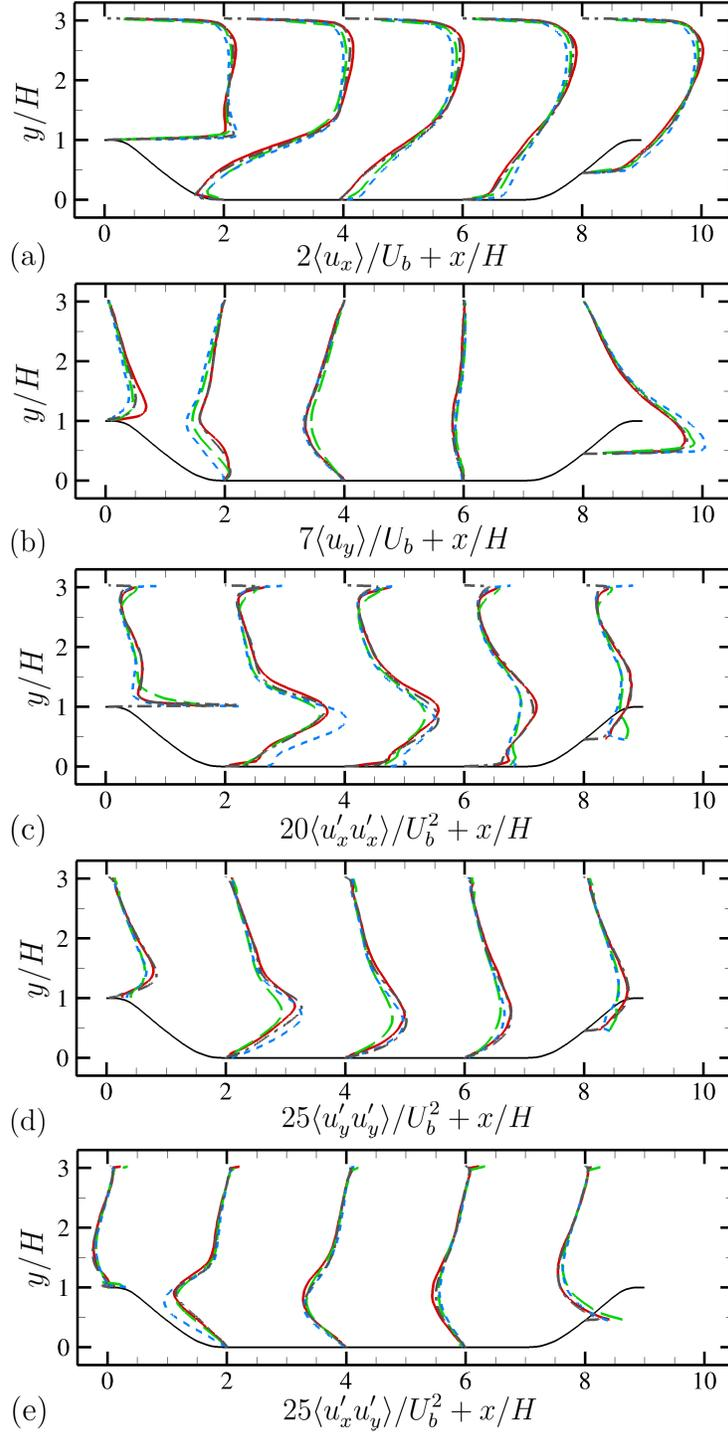 3
2
1
0
y/H
0 2 4 6 8 10
(a) 2⟨u_x⟩/U_b + x/H
3
2
1
0
y/H
0 2 4 6 8 10
(b) 7⟨u_y⟩/U_b + x/H
3
2
1
0
y/H
0 2 4 6 8 10
(c) 20⟨u′_x u′_x⟩/U_b^2 + x/H
3
2
1
0
y/H
0 2 4 6 8 10
(d) 25⟨u′_y u′_y⟩/U_b^2 + x/H
3
2
1
0
y/H
0 2 4 6 8 10
(e) 25⟨u′_x u′_y⟩/U_b^2 + x/H